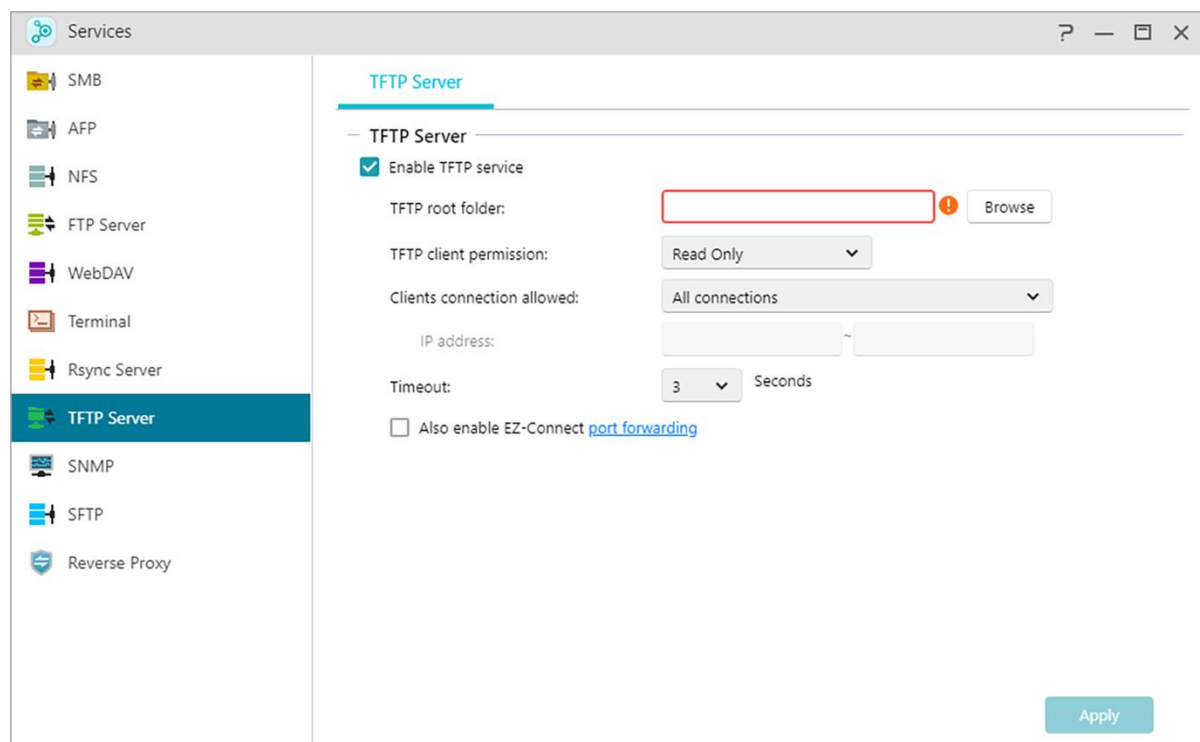 Services
SMB
AFP
NFS
FTP Server
WebDAV
Terminal
Rsync Server
TFTP Server
SNMP
SFTP
Reverse Proxy
TFTP Server
TFTP Server
Enable TFTP service
TFTP root folder:
Browse
TFTP client permission: Read Only
Clients connection allowed: All connections
IP address: ~
Timeout: 3 Seconds
Also enable EZ-Connect port forwarding
Apply